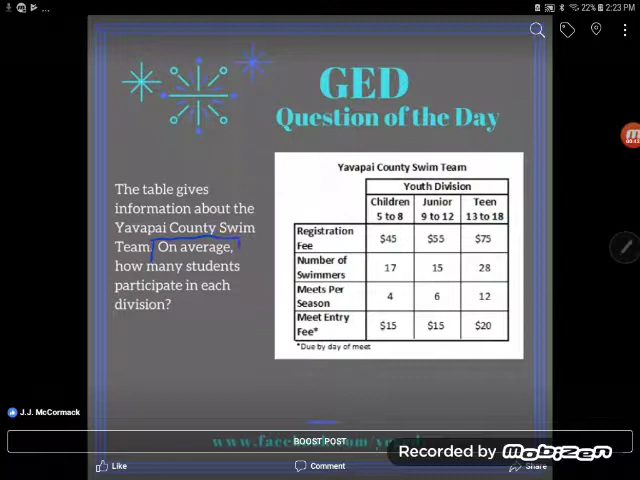 22% 2:23 PM
GED
Question of the Day
The table gives
information about the
Yavapai County Swim
Team. On average,
how many students
participate in each
division?
Yavapai County Swim Team
Youth Division
Children 5 to 8 Junior 9 to 12 Teen 13 to 18
Registration Fee $45 $55 $75
Number of Swimmers 17 15 28
Meets Per Season 4 6 12
Meet Entry Fee* $15 $15 $20
*Due by day of meet
J.J. McCormack
BOOST POST
Recorded by MOBIZEN
Like Comment Share